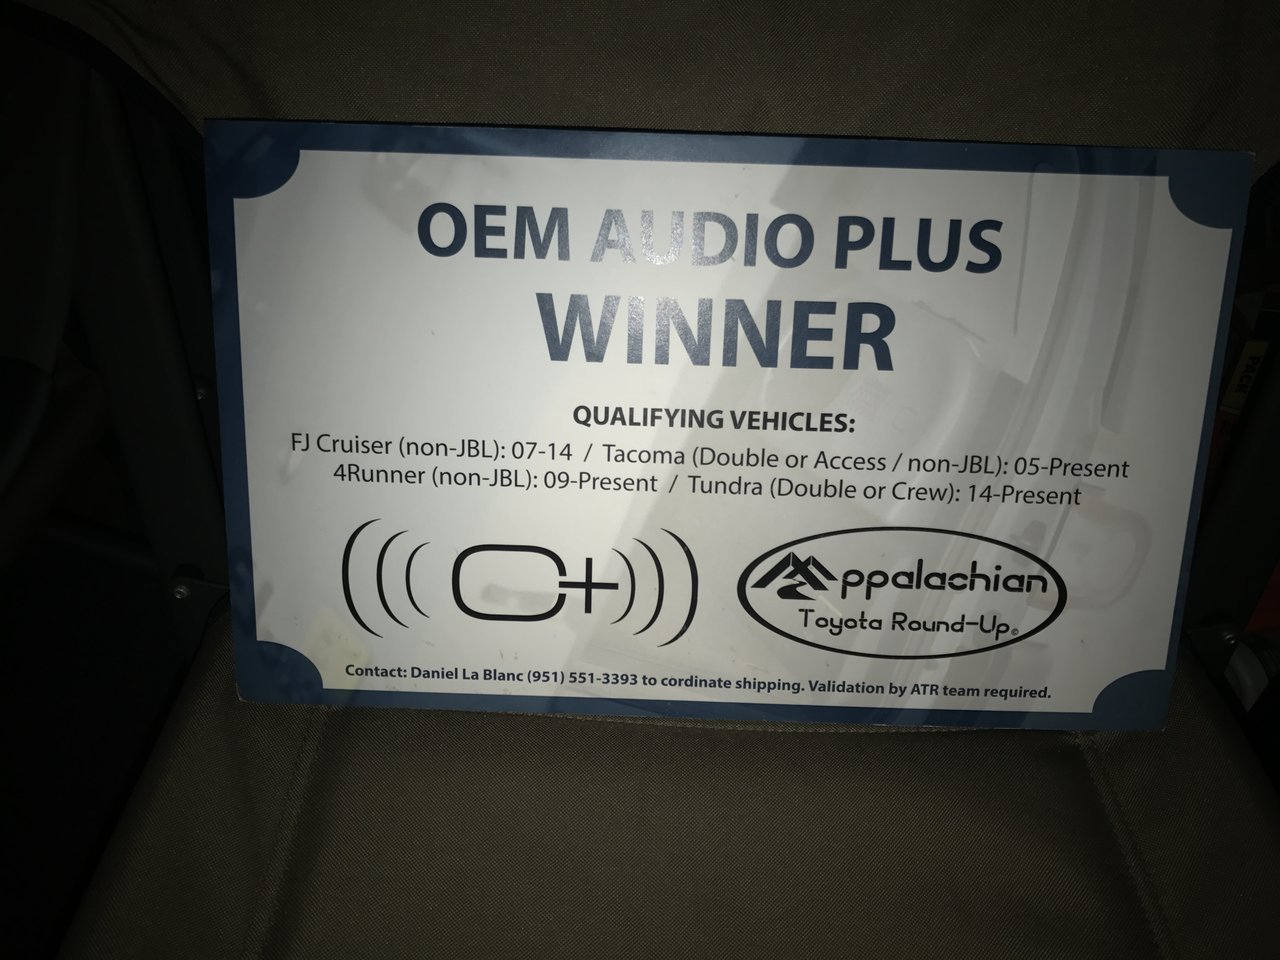 OEM AUDIO PLUS
WINNER
QUALIFYING VEHICLES:
FJ Cruiser (non-JBL): 07-14 / Tacoma (Double or Access / non-JBL): 05-Present
4Runner (non-JBL): 09-Present / Tundra (Double or Crew): 14-Present
O+
Appalachian
Toyota Round-Up©
Contact: Daniel La Blanc (951) 551-3393 to cordinate shipping. Validation by ATR team required.
PACK